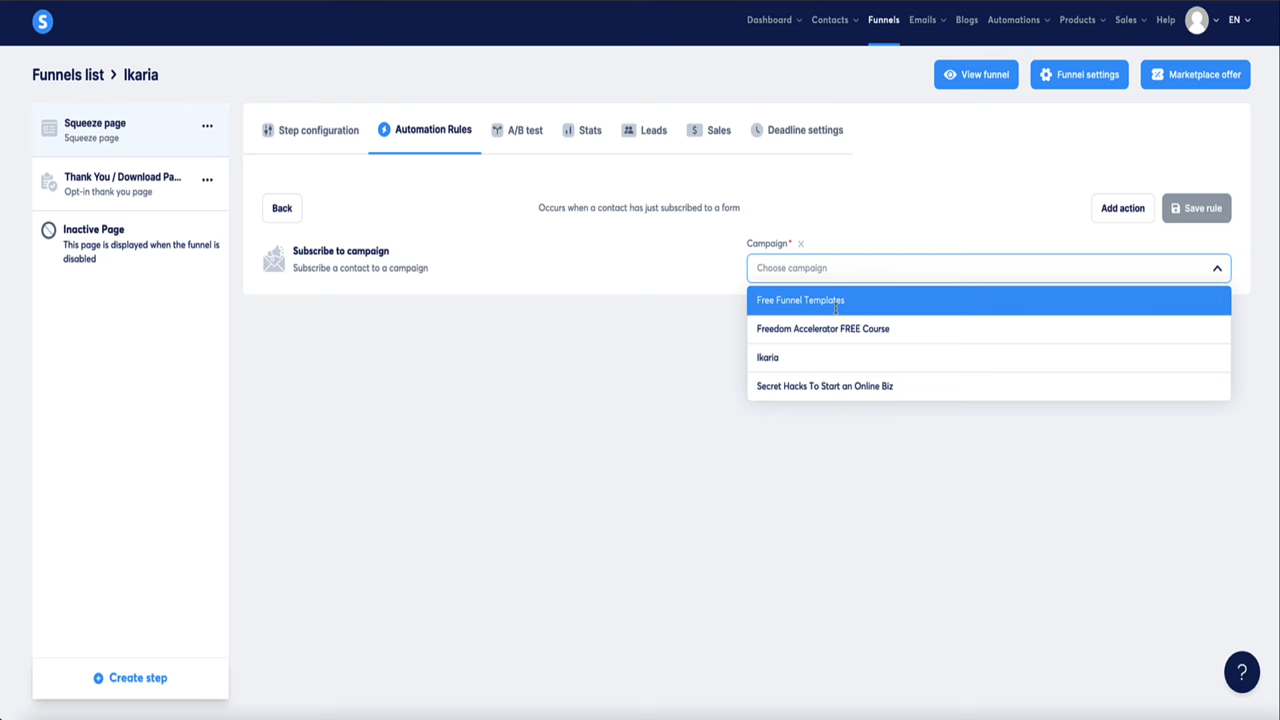 S
Dashboard
Contacts
Funnels
Emails
Blogs
Automations
Products
Sales
Help
EN
Funnels list > Ikaria
View funnel
Funnel settings
Marketplace offer
Squeeze page
Squeeze page
Thank You / Download Pa...
Opt-in thank you page
Inactive Page
This page is displayed when the funnel is
disabled
Create step
Step configuration
Automation Rules
A/B test
Stats
Leads
Sales
Deadline settings
Back
Occurs when a contact has just subscribed to a form
Add action
Save rule
Subscribe to campaign
Subscribe a contact to a campaign
Campaign*
Choose campaign
Free Funnel Templates
Freedom Accelerator FREE Course
Ikaria
Secret Hacks To Start an Online Biz
?